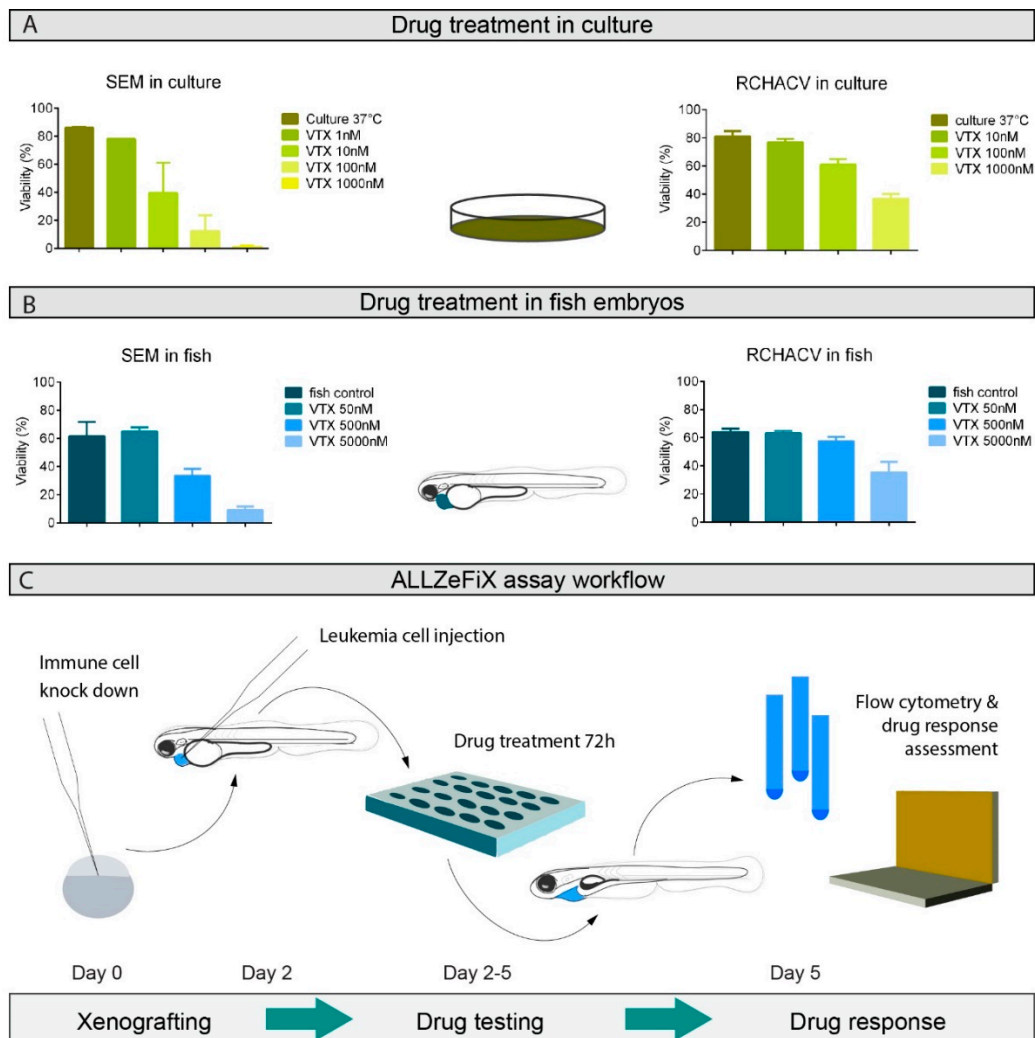 A
Drug treatment in culture
SEM in culture
Viability (%)
100
80
60
40
20
0
Culture 37°C
VTX 1nM
VTX 10nM
VTX 100nM
VTX 1000nM
RCHACV in culture
Viability (%)
100
80
60
40
20
0
culture 37°C
VTX 10nM
VTX 100nM
VTX 1000nM
B
Drug treatment in fish embryos
SEM in fish
Viability (%)
100
80
60
40
20
0
fish control
VTX 50nM
VTX 500nM
VTX 5000nM
RCHACV in fish
Viability (%)
100
80
60
40
20
0
fish control
VTX 50nM
VTX 500nM
VTX 5000nM
C
ALLZeFiX assay workflow
Immune cell
knock down
Leukemia cell injection
Drug treatment 72h
Flow cytometry &
drug response
assessment
Day 0
Day 2
Day 2-5
Day 5
Xenografting
Drug testing
Drug response